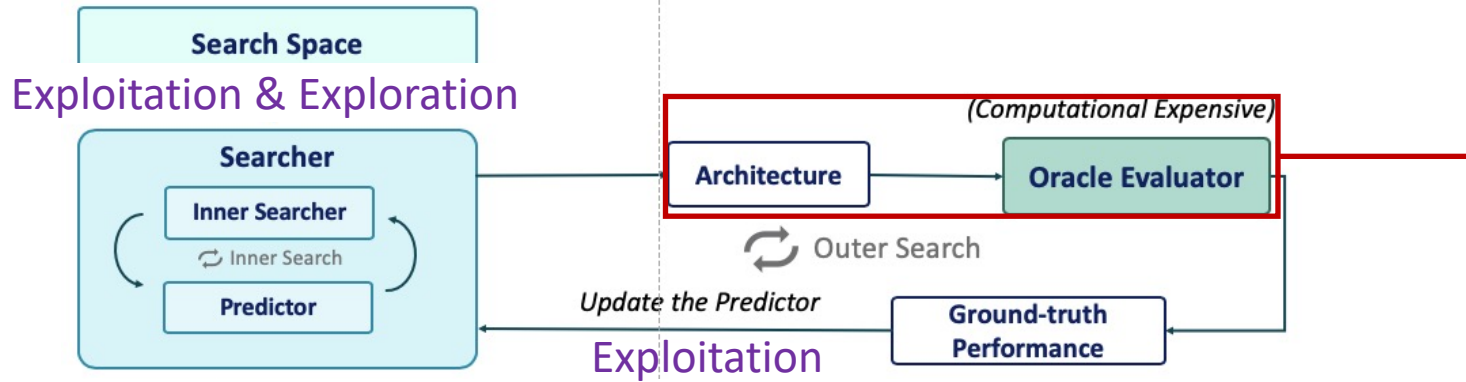 Search Space
Exploitation & Exploration
(Computational Expensive)
Searcher
Architecture
Oracle Evaluator
Inner Searcher
Inner Search
Outer Search
Predictor
Update the Predictor
Ground-truth
Performance
Exploitation